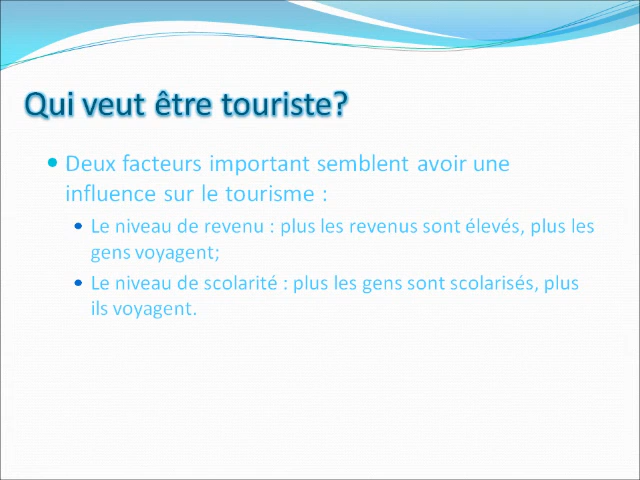 Qui veut être touriste?
Deux facteurs important semblent avoir une
influence sur le tourisme :
Le niveau de revenu : plus les revenus sont élevés, plus les
gens voyagent;
Le niveau de scolarité : plus les gens sont scolarisés, plus
ils voyagent.